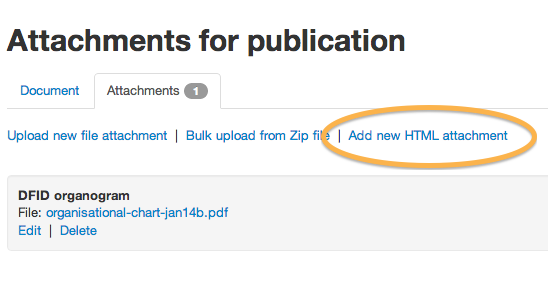 Attachments for publication
Document Attachments 1
Upload new file attachment | Bulk upload from Zip file | Add new HTML attachment
DFID organogram
File: organisational-chart-jan14b.pdf
Edit | Delete